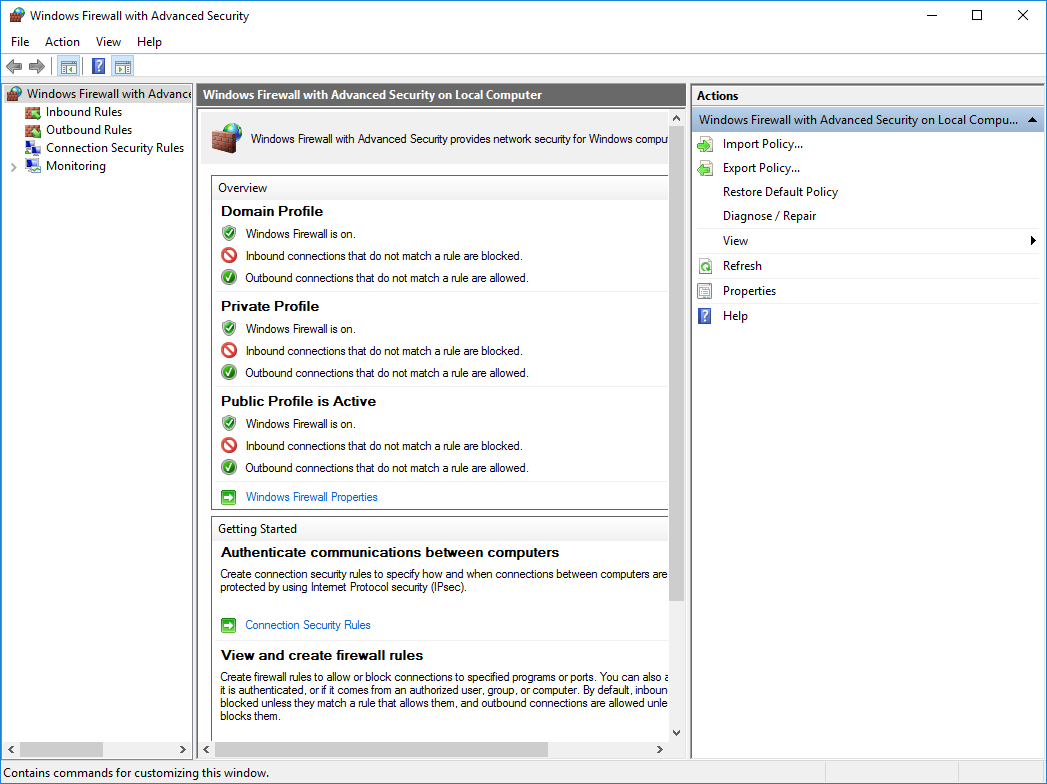 Windows Firewall with Advanced Security
File Action View Help
Windows Firewall with Advance
Inbound Rules
Outbound Rules
Connection Security Rules
Monitoring
Windows Firewall with Advanced Security on Local Computer
Windows Firewall with Advanced Security provides network security for Windows compu
Overview
Domain Profile
Windows Firewall is on.
Inbound connections that do not match a rule are blocked.
Outbound connections that do not match a rule are allowed.
Private Profile
Windows Firewall is on.
Inbound connections that do not match a rule are blocked.
Outbound connections that do not match a rule are allowed.
Public Profile is Active
Windows Firewall is on.
Inbound connections that do not match a rule are blocked.
Outbound connections that do not match a rule are allowed.
Windows Firewall Properties
Getting Started
Authenticate communications between computers
Create connection security rules to specify how and when connections between computers are
protected by using Internet Protocol security (IPsec).
Connection Security Rules
View and create firewall rules
Create firewall rules to allow or block connections to specified programs or ports. You can also a
it is authenticated, or if it comes from an authorized user, group, or computer. By default, inboun
blocked unless they match a rule that allows them, and outbound connections are allowed unle
blocks them.
Actions
Windows Firewall with Advanced Security on Local Compu...
Import Policy...
Export Policy...
Restore Default Policy
Diagnose / Repair
View
Refresh
Properties
Help
Contains commands for customizing this window.